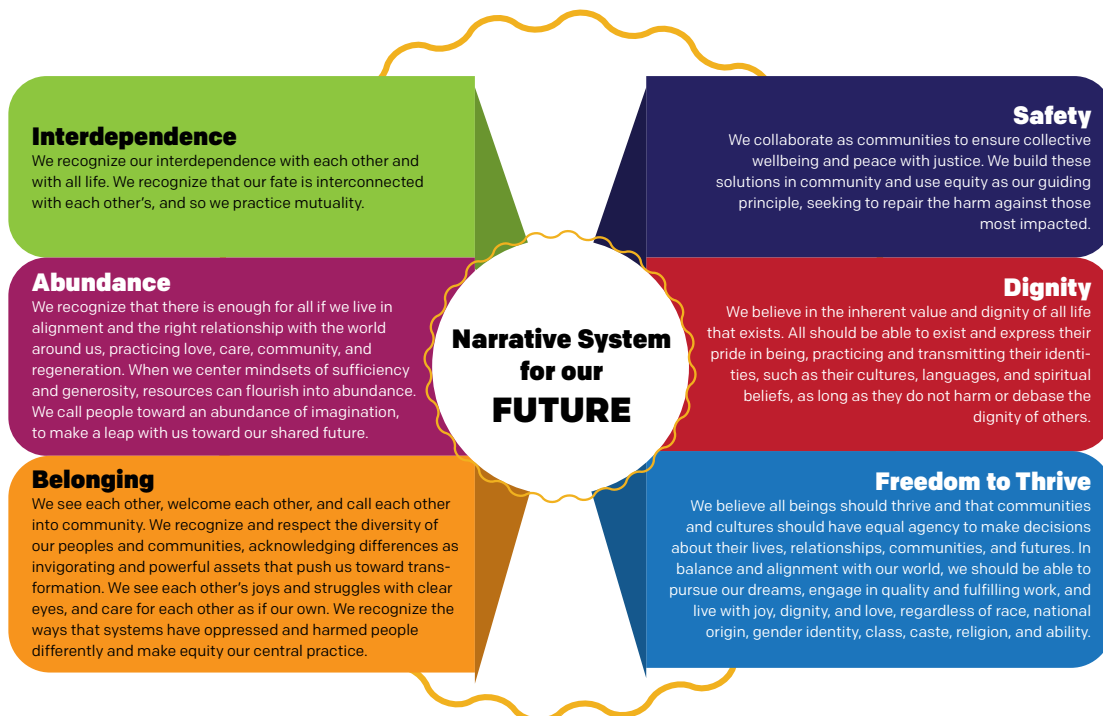 Interdependence
We recognize our interdependence with each other and
with all life. We recognize that our fate is interconnected
with each other’s, and so we practice mutuality.
Abundance
We recognize that there is enough for all if we live in
alignment and the right relationship with the world
around us, practicing love, care, community, and
regeneration. When we center mindsets of sufficiency
and generosity, resources can flourish into abundance.
We call people toward an abundance of imagination,
to make a leap with us toward our shared future.
Belonging
We see each other, welcome each other, and call each other
into community. We recognize and respect the diversity of
our peoples and communities, acknowledging differences as
invigorating and powerful assets that push us toward trans-
formation. We see each other’s joys and struggles with clear
eyes, and care for each other as if our own. We recognize the
ways that systems have oppressed and harmed people
differently and make equity our central practice.
Narrative System
for our
FUTURE
Safety
We collaborate as communities to ensure collective
wellbeing and peace with justice. We build these
solutions in community and use equity as our guiding
principle, seeking to repair the harm against those
most impacted.
Dignity
We believe in the inherent value and dignity of all life
that exists. All should be able to exist and express their
pride in being, practicing and transmitting their identi-
ties, such as their cultures, languages, and spiritual
beliefs, as long as they do not harm or debase the
dignity of others.
Freedom to Thrive
We believe all beings should thrive and that communities
and cultures should have equal agency to make decisions
about their lives, relationships, communities, and futures. In
balance and alignment with our world, we should be able to
pursue our dreams, engage in quality and fulfilling work, and
live with joy, dignity, and love, regardless of race, national
origin, gender identity, class, caste, religion, and ability.